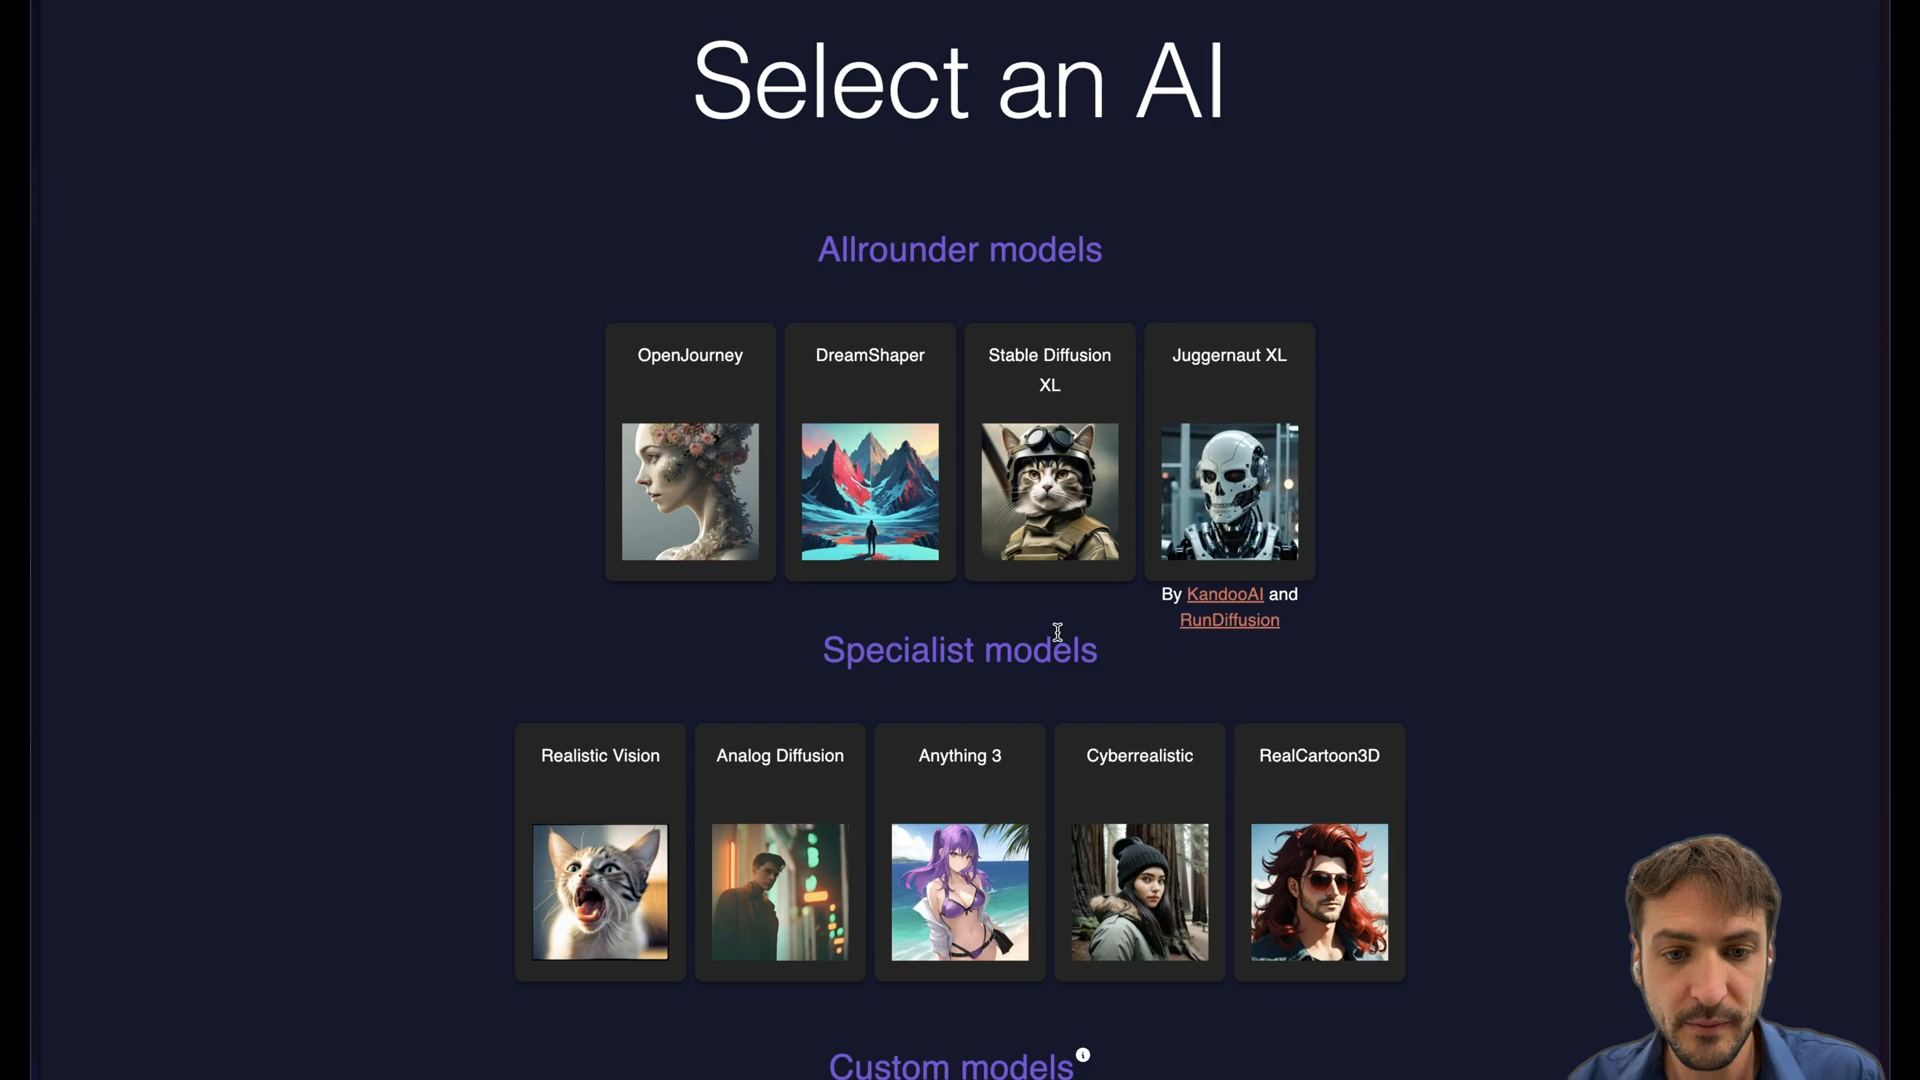 Select an AI
Allrounder models
OpenJourney
DreamShaper
Stable Diffusion
XL
Juggernaut XL
By KandooAI and
RunDiffusion
Specialist models
Realistic Vision
Analog Diffusion
Anything 3
Cyberrealistic
RealCartoon3D
Custom models